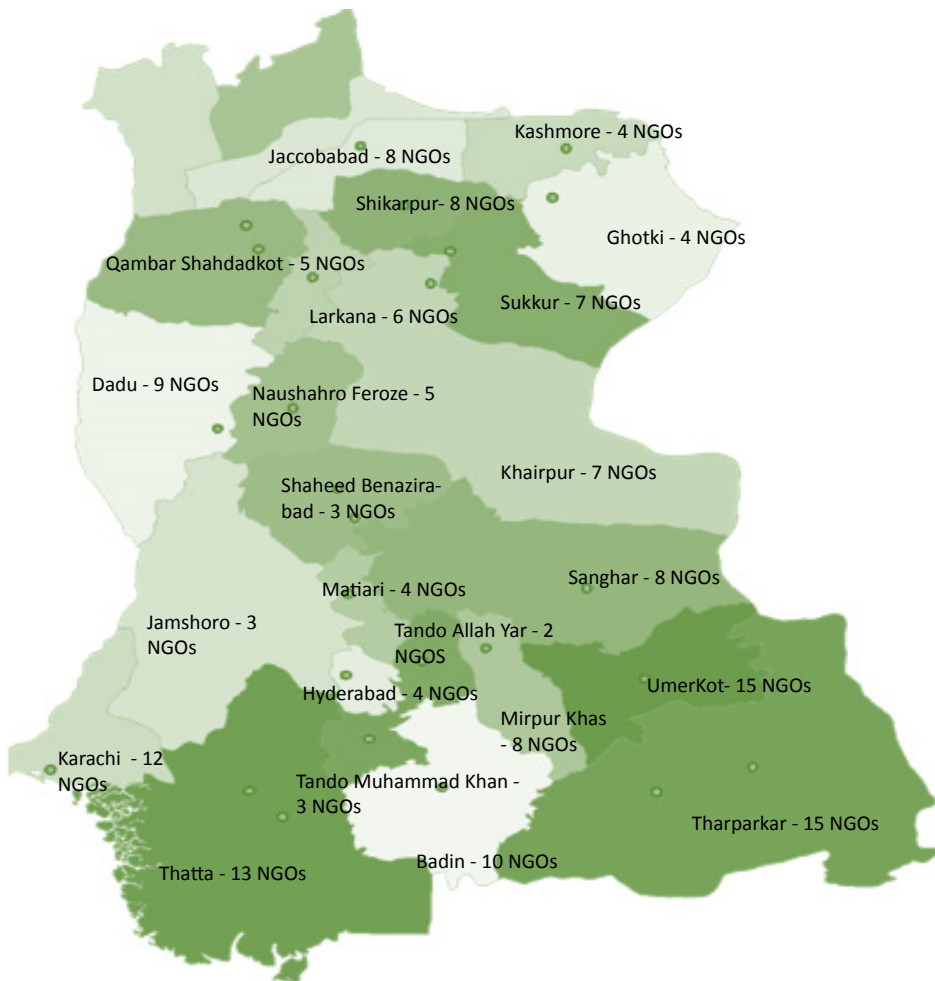 Kashmore - 4 NGOs
Jaccobabad - 8 NGOs
Shikarpur- 8 NGOs
Ghotki - 4 NGOs
Qambar Shahdadkot - 5 NGOs
Sukkur - 7 NGOs
Larkana - 6 NGOs
Dadu - 9 NGOs
Naushahro Feroze - 5
NGOs
Khairpur - 7 NGOs
Shaheed Benazira-
bad - 3 NGOs
Sanghar - 8 NGOs
Matiari - 4 NGOs
Jamshoro - 3
NGOs
Tando Allah Yar - 2
NGOS
UmerKot- 15 NGOs
Hyderabad - 4 NGOs
Mirpur Khas
- 8 NGOs
Karachi - 12
NGOs
Tando Muhammad Khan -
3 NGOs
Tharparkar - 15 NGOs
Badin - 10 NGOs
Thatta - 13 NGOs